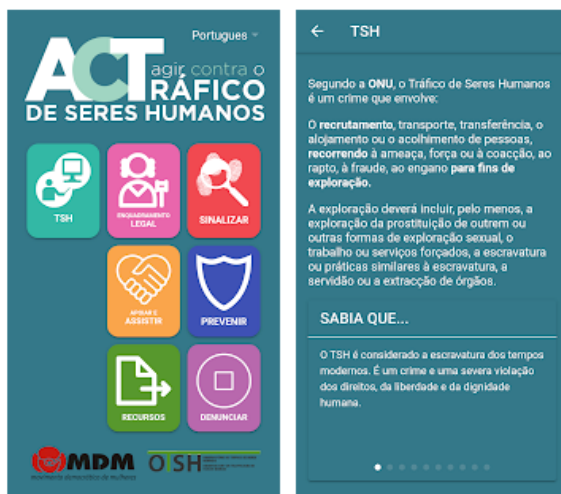 Portugues
ACT
agir contra o
TRÁFICO
DE SERES HUMANOS
TSH
ENQUADRAMENTO
LEGAL
SINALIZAR
APOIAR E
ASSISTIR
PREVENIR
RECURSOS
DENUNCIAR
MDM
movimento democrático de mulheres
OTSH
TSH
Segundo a ONU, o Tráfico de Seres Humanos
é um crime que envolve:
O recrutamento, transporte, transferência, o
alojamento ou o acolhimento de pessoas,
recorrendo à ameaça, força ou à coacção, ao
rapto, à fraude, ao engano para fins de
exploração.
A exploração deverá incluir, pelo menos, a
exploração da prostituição de outrem ou
outras formas de exploração sexual, o
trabalho ou serviços forçados, a escravatura
ou práticas similares à escravatura, a
servidão ou a extracção de órgãos.
SABIA QUE...
O TSH é considerado a escravatura dos tempos
modernos. É um crime e uma severa violação
dos direitos, da liberdade e da dignidade
humana.